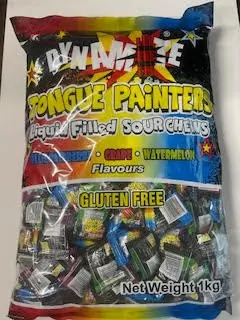 DYNAMITE
TONGUE PAINTERS
Liquid Filled SOUR CHEWS
GRAPE • WATERMELON
Flavours
GLUTEN FREE
Net Weight 1kg